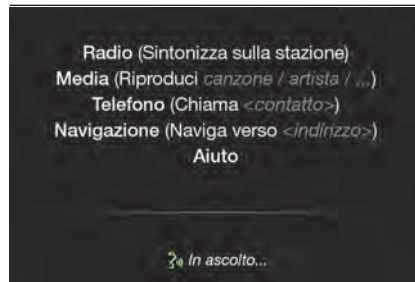 Radio (Sintonizza sulla stazione)
Media (Riproduci canzone / artista / ...)
Telefono (Chiama <contatto>)
Navigazione (Naviga verso <indirizzo>)
Aiuto
In ascolto...